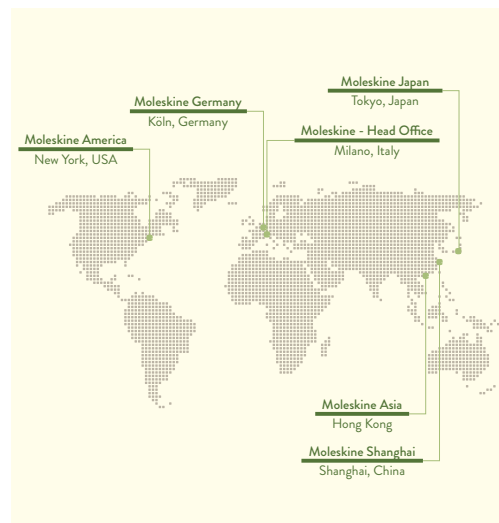 Moleskine Japan
Tokyo, Japan
Moleskine Germany
Köln, Germany
Moleskine - Head Office
Milano, Italy
Moleskine America
New York, USA
Moleskine Asia
Hong Kong
Moleskine Shanghai
Shanghai, China